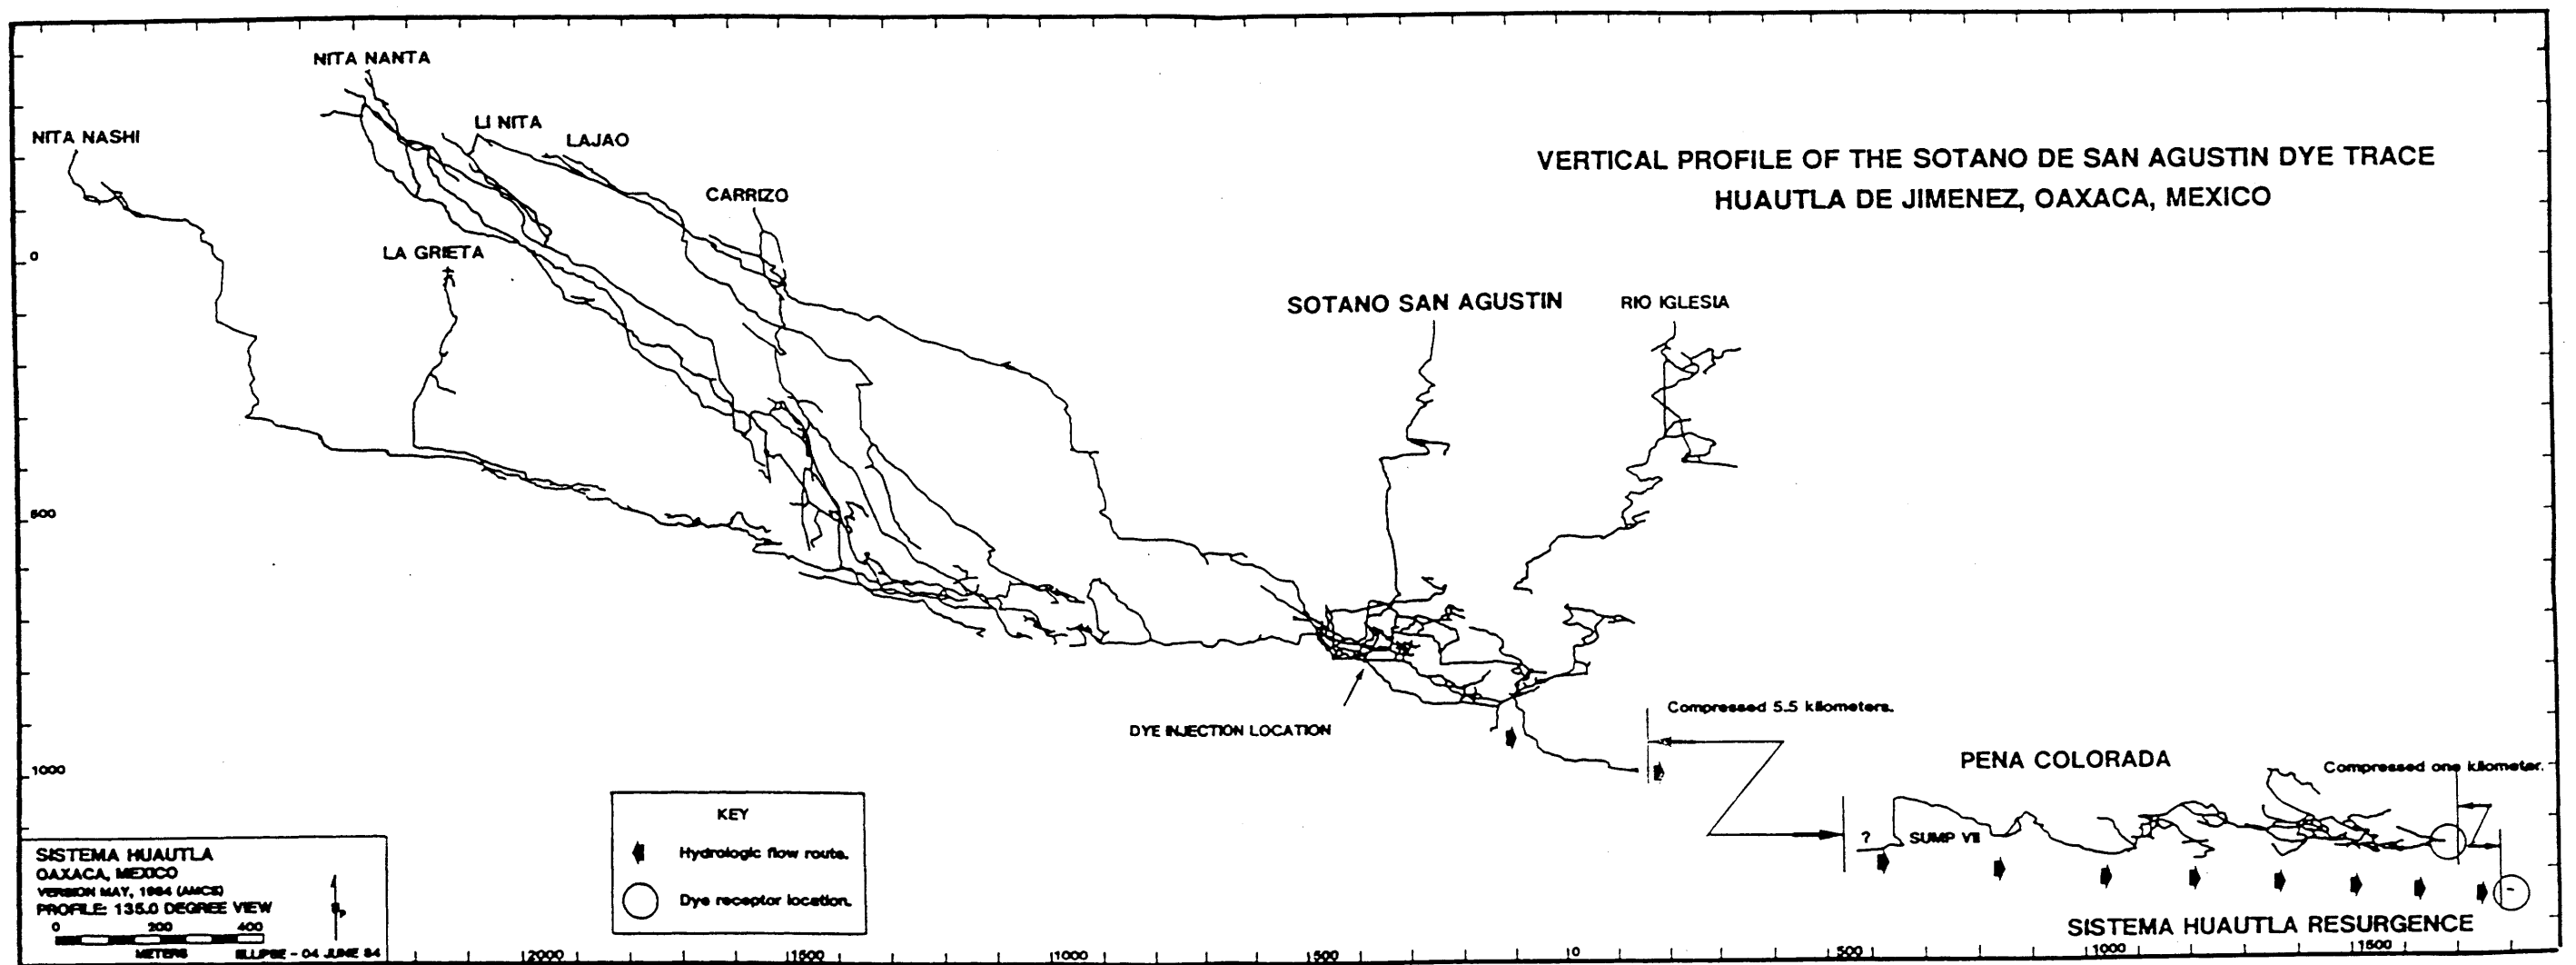 NITA NANTA
LI NITA
NITA NASHI
LAJAO
VERTICAL PROFILE OF THE SOTANO DE SAN AGUSTIN DYE TRACE
HUAUTLA DE JIMENEZ, OAXACA, MEXICO
CARRIZO
LA GRIETA
0
SOTANO SAN AGUSTIN
RIO IGLESIA
500
DYE INJECTION LOCATION
Compressed 5.5 kilometers.
1000
PENA COLORADA
Compressed one kilometer.
? SUMP VII
KEY
Hydrologic flow route.
Dye receptor location.
SISTEMA HUAUTLA
OAXACA, MEXICO
VERSION MAY, 1984 (AMCS)
PROFILE: 135.0 DEGREE VIEW
0 200 400
METERS ELLIPSE - 04 JUNE 84
SISTEMA HUAUTLA RESURGENCE
2000 1500 1000 500 0 500 1000 1500